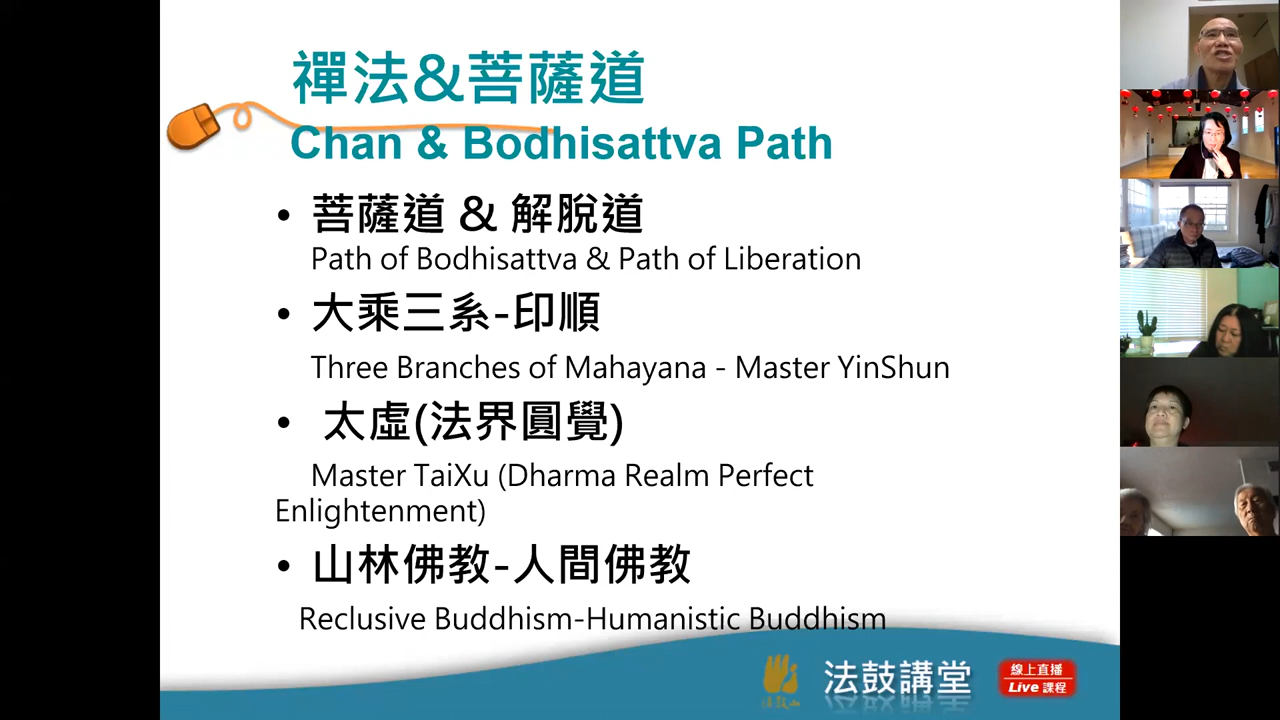 禪法&菩薩道
Chan & Bodhisattva Path
• 菩薩道 & 解脫道
Path of Bodhisattva & Path of Liberation
• 大乘三系-印順
Three Branches of Mahayana - Master YinShun
• 太虛(法界圓覺)
Master TaiXu (Dharma Realm Perfect
Enlightenment)
• 山林佛教-人間佛教
Reclusive Buddhism-Humanistic Buddhism
法鼓山
法鼓講堂
線上直播
Live 課程